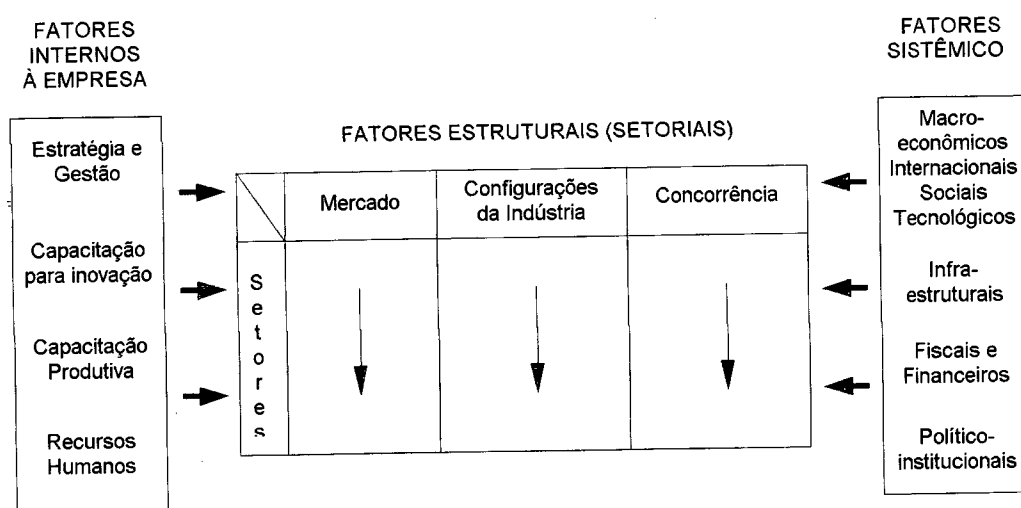 FATORES
INTERNOS
À EMPRESA
Estratégia e
Gestão
Capacitação
para inovação
Capacitação
Produtiva
Recursos
Humanos
FATORES ESTRUTURAIS (SETORIAIS)
Mercado
Configurações
da Indústria
Concorrência
S
e
t
o
r
e
s
FATORES
SISTÊMICO
Macro-
econômicos
Internacionais
Sociais
Tecnológicos
Infra-
estruturais
Fiscais e
Financeiros
Político-
institucionais